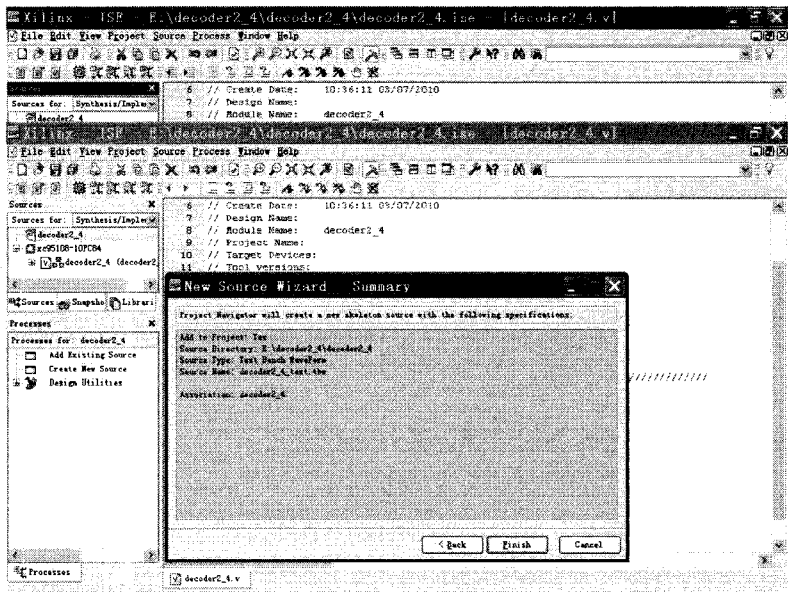 Xilinx - ISE - E:\decoder2_4\decoder2_4\decoder2_4.ise - [decoder2_4.v]
File Edit View Project Source Process Window Help
Sources for: Synthesis/Implem
decoder2_4
6 // Create Date: 10:36:11 03/07/2010
7 // Design Name:
8 // Module Name: decoder2_4
Xilinx - ISE - E:\decoder2_4\decoder2_4\decoder2_4.ise - [decoder2_4.v]
File Edit View Project Source Process Window Help
Sources
Sources for: Synthesis/Implem
decoder2_4
xc95108-10PC84
decoder2_4 (decoder2_
Sources Snapsho Librari
6 // Create Date: 10:36:11 03/07/2010
7 // Design Name:
8 // Module Name: decoder2_4
9 // Project Name:
10 // Target Devices:
11 // Tool versions:
Processes
Processes for: decoder2_4
Add Existing Source
Create New Source
Design Utilities
Processes
New Source Wizard - Summary
Project Navigator will create a new skeleton source with the following specifications:
Add to Project: Yes
Source Directory: E:\decoder2_4\decoder2_4
Source Type: Test Bench WaveForm
Source Name: decoder2_4_test.tbw
Association: decoder2_4
< Back Finish Cancel
decoder2_4.v